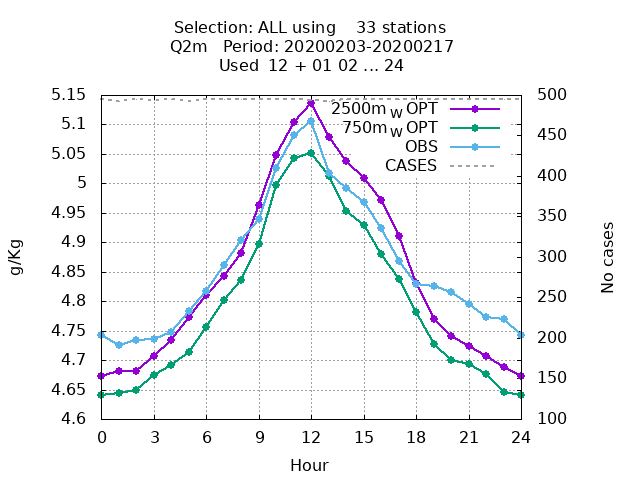 Selection: ALL using 33 stations
Q2m Period: 20200203-20200217
Used 12 + 01 02 ... 24
5.15
5.1
5.05
5
4.95
4.9
4.85
4.8
4.75
4.7
4.65
4.6
g/Kg
2500m W OPT
750m W OPT
OBS
CASES
500
450
400
350
300
250
200
150
100
No cases
0 3 6 9 12 15 18 21 24
Hour